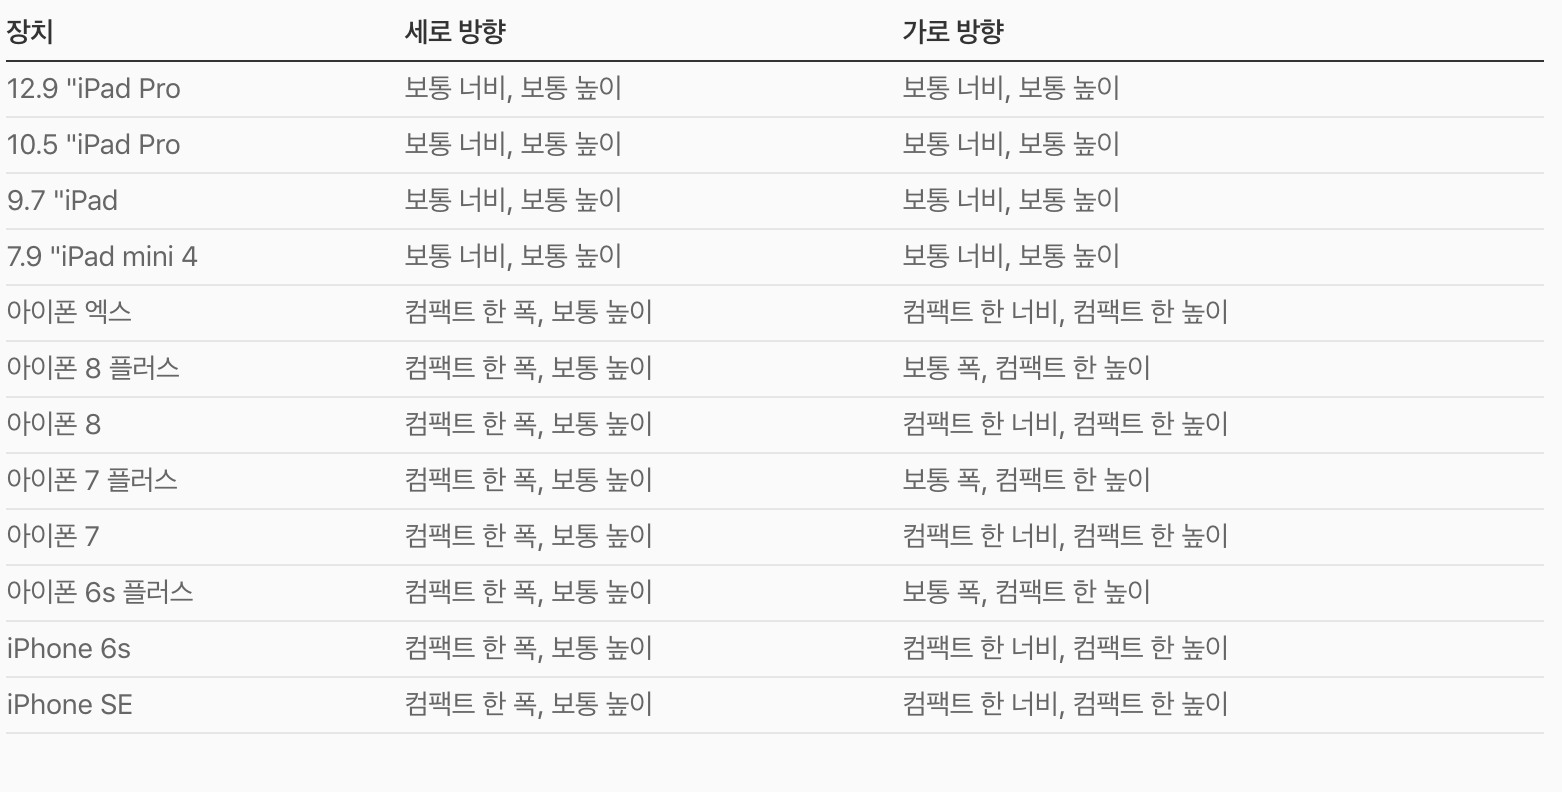 장치 세로 방향 가로 방향
12.9 "iPad Pro 보통 너비, 보통 높이 보통 너비, 보통 높이
10.5 "iPad Pro 보통 너비, 보통 높이 보통 너비, 보통 높이
9.7 "iPad 보통 너비, 보통 높이 보통 너비, 보통 높이
7.9 "iPad mini 4 보통 너비, 보통 높이 보통 너비, 보통 높이
아이폰 엑스 컴팩트 한 폭, 보통 높이 컴팩트 한 너비, 컴팩트 한 높이
아이폰 8 플러스 컴팩트 한 폭, 보통 높이 보통 폭, 컴팩트 한 높이
아이폰 8 컴팩트 한 폭, 보통 높이 컴팩트 한 너비, 컴팩트 한 높이
아이폰 7 플러스 컴팩트 한 폭, 보통 높이 보통 폭, 컴팩트 한 높이
아이폰 7 컴팩트 한 폭, 보통 높이 컴팩트 한 너비, 컴팩트 한 높이
아이폰 6s 플러스 컴팩트 한 폭, 보통 높이 보통 폭, 컴팩트 한 높이
iPhone 6s 컴팩트 한 폭, 보통 높이 컴팩트 한 너비, 컴팩트 한 높이
iPhone SE 컴팩트 한 폭, 보통 높이 컴팩트 한 너비, 컴팩트 한 높이